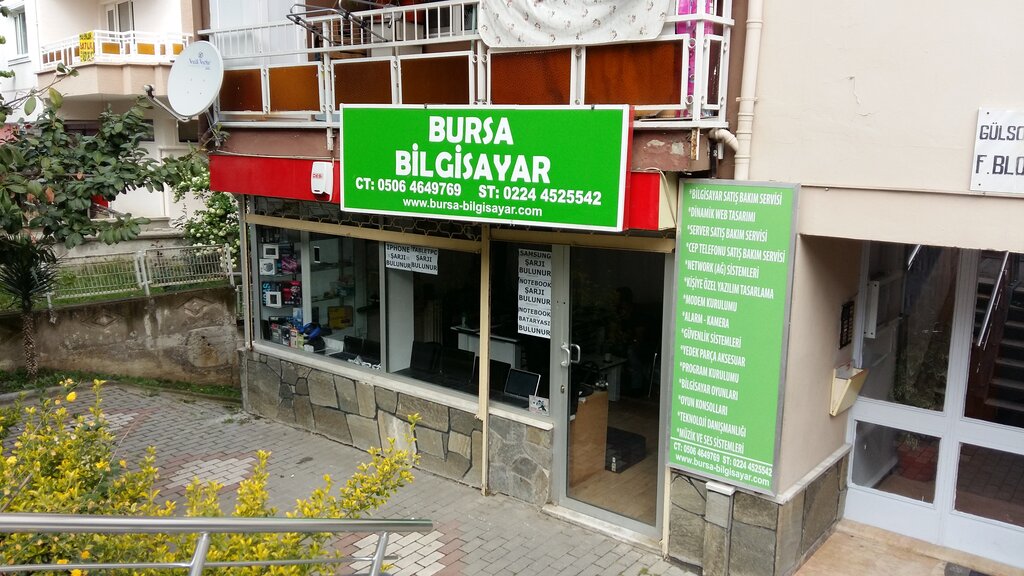 BURSA
BİLGİSAYAR
CT: 0506 4649769 ST: 0224 4525542
www.bursa-bilgisayar.com
IPHONE
ŞARJI
BULUNUR
TABLETPC
ŞARJI
BULUNUR
SAMSUNG
ŞARJI
BULUNUR
NOTEBOOK
ŞARJI
BULUNUR
NOTEBOOK
BATARYASI
BULUNUR
*BİLGİSAYAR SATIŞ BAKIM SERVİSİ
*DİNAMİK WEB TASARIMI
*SERVER SATIŞ BAKIM SERVİSİ
*CEP TELEFONU SATIŞ BAKIM SERVİSİ
*NETWORK (AĞ) SİSTEMLERİ
*KİŞİYE ÖZEL YAZILIM TASARLAMA
*MODEM KURULUMU
*ALARM - KAMERA
*GÜVENLİK SİSTEMLERİ
*YEDEK PARÇA AKSESUAR
*PROGRAM KURULUMU
*BİLGİSAYAR OYUNLARI
*OYUN KONSOLLARI
*TEKNOLOJİ DANIŞMANLIĞI
*MÜZİK VE SES SİSTEMLERİ
CT: 0506 4649769 ST: 0224 4525542
www.bursa-bilgisayar.com